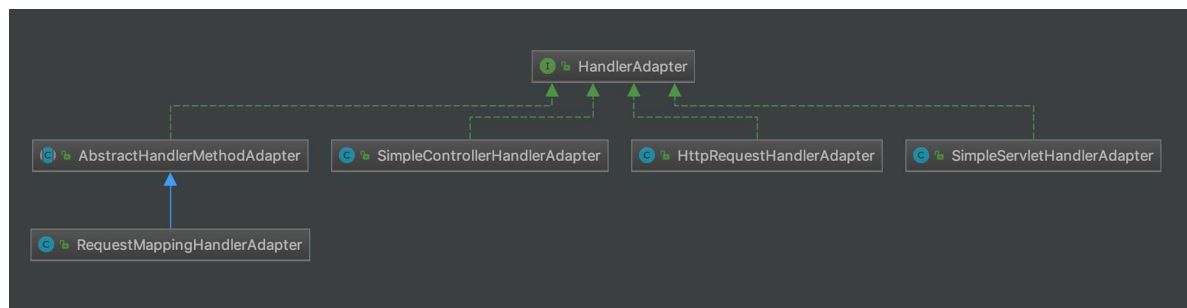 I HandlerAdapter
C AbstractHandlerMethodAdapter
C SimpleControllerHandlerAdapter
C HttpRequestHandlerAdapter
C SimpleServletHandlerAdapter
C RequestMappingHandlerAdapter